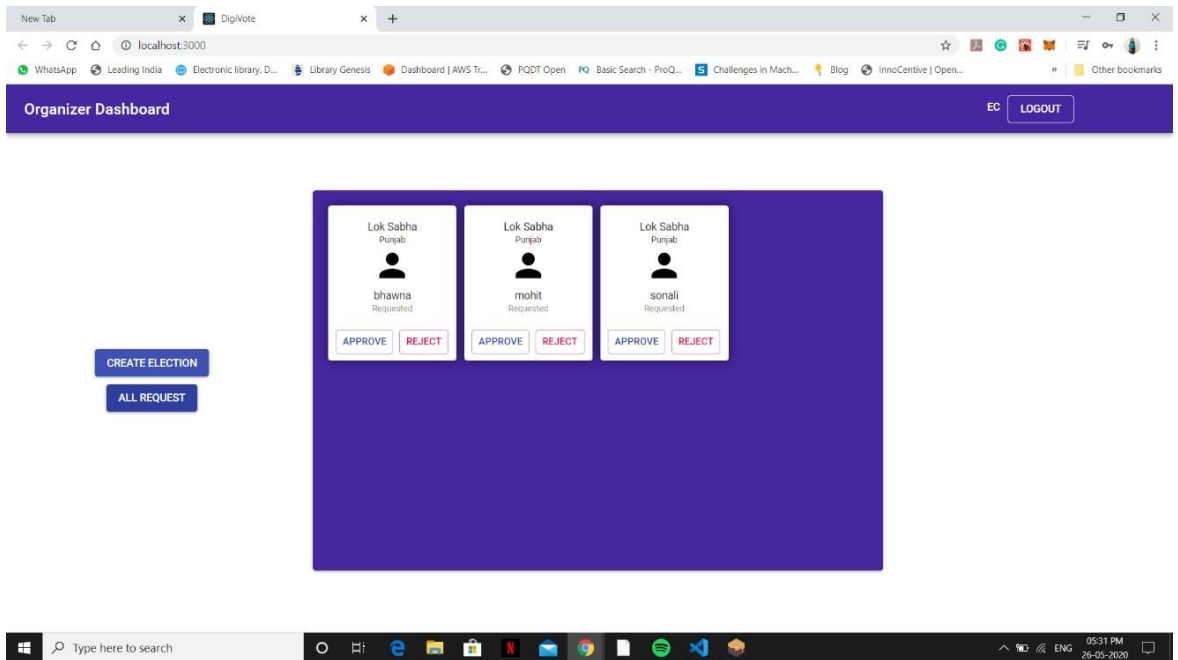 New Tab
DigiVote
localhost:3000
WhatsApp
Leading India
Electronic library. D...
Library Genesis
Dashboard | AWS Tr...
PQDT Open
PQ Basic Search - ProQ...
S Challenges in Mach...
Blog
InnoCentive | Open...
»
Other bookmarks
Organizer Dashboard
EC
LOGOUT
Lok Sabha
Punjab
bhawna
Requested
APPROVE REJECT
Lok Sabha
Punjab
mohit
Requested
APPROVE REJECT
Lok Sabha
Punjab
sonali
Requested
APPROVE REJECT
CREATE ELECTION
ALL REQUEST
Type here to search
ENG
05:31 PM
26-05-2020